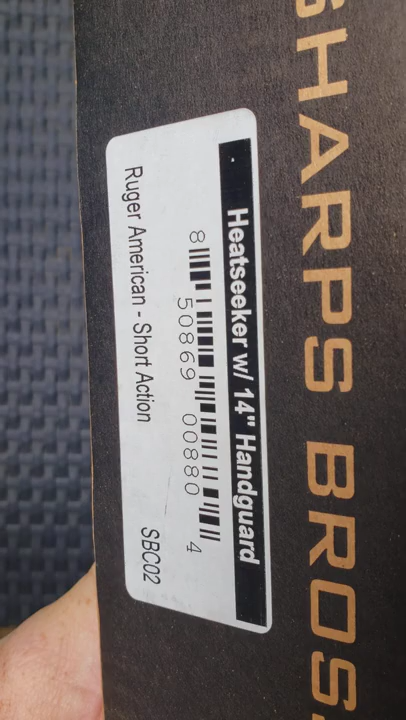 SHARPS BROS.
Heatseeker w/ 14" Handguard
8 50869 00880 4
Ruger American - Short Action SBC02